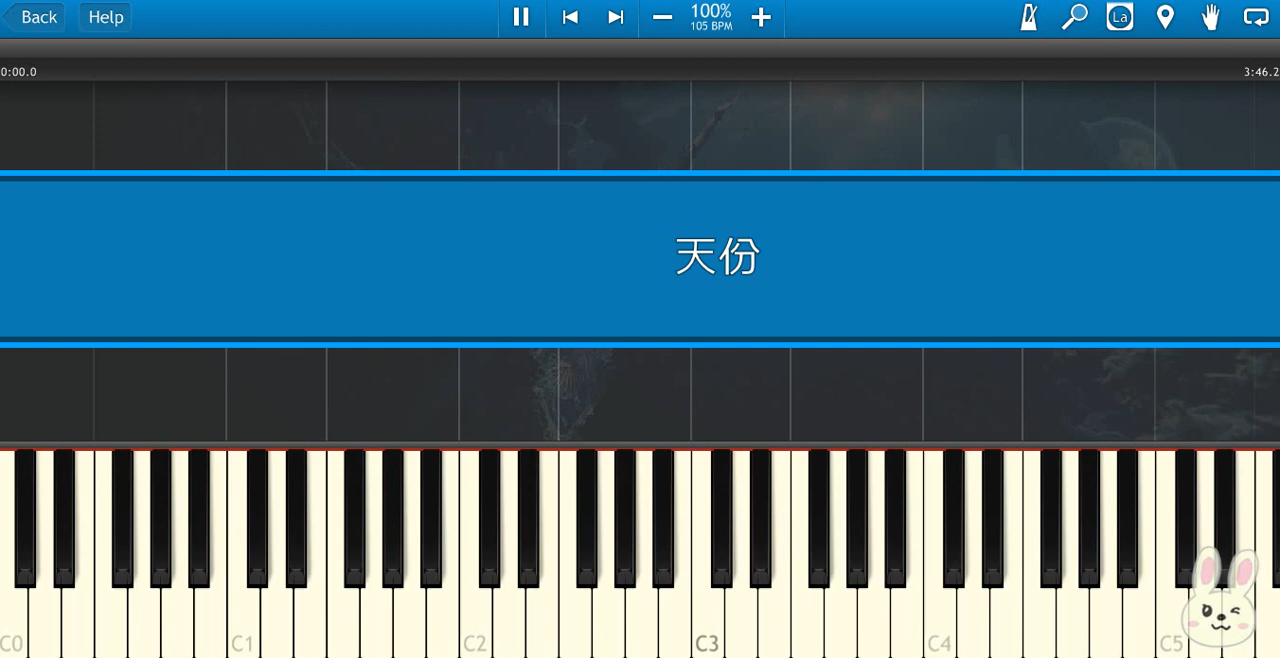 Back Help 100% La
105 BPM
0:00.0 3:46.2
天份
C0 C1 C2 C3 C4 C5